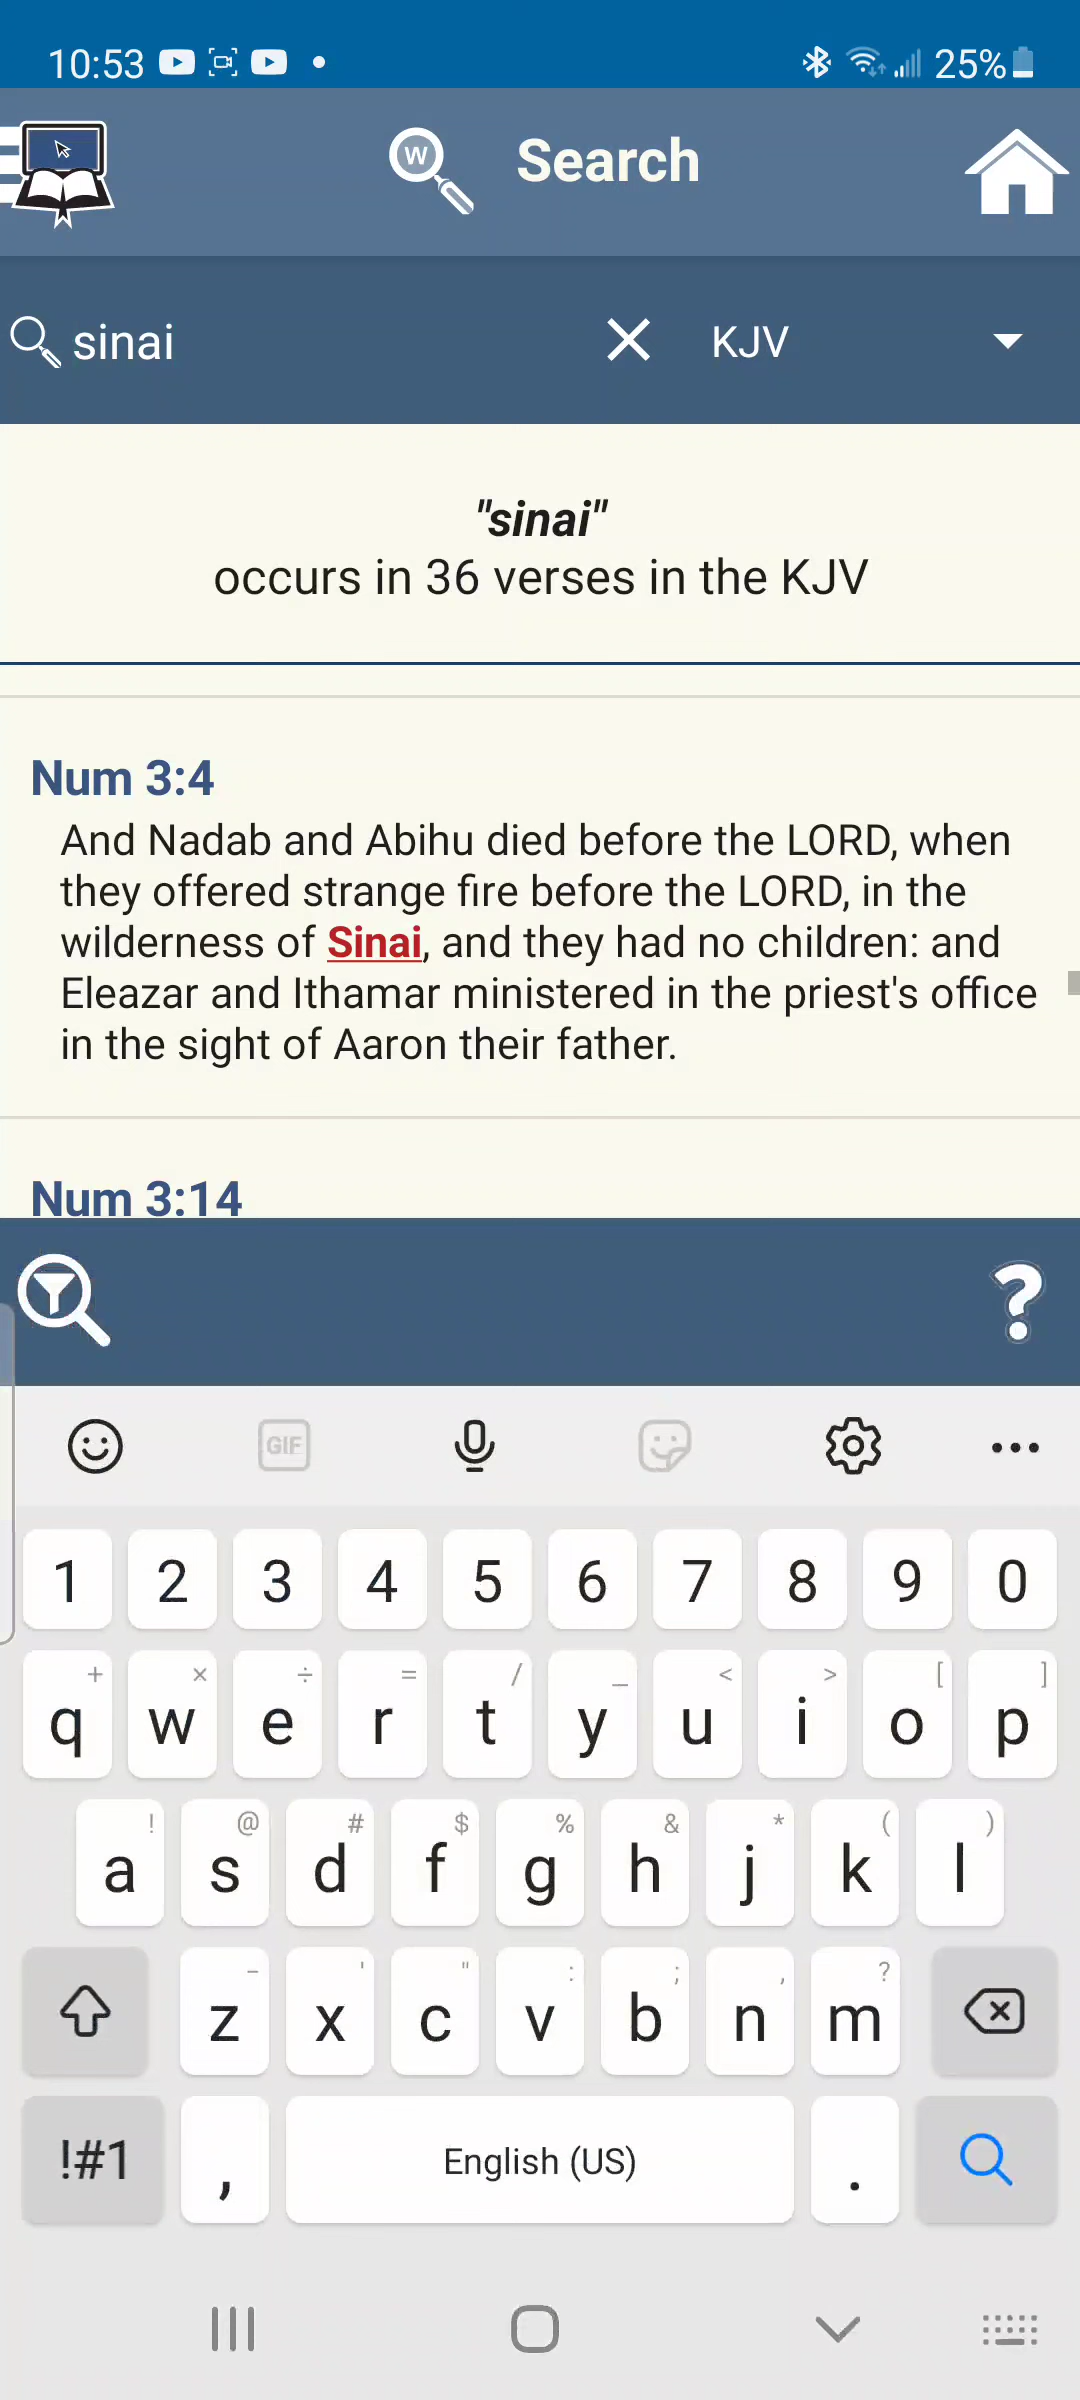 10:53 25%
W Search
sinai KJV
"sinai"
occurs in 36 verses in the KJV
Num 3:4
And Nadab and Abihu died before the LORD, when
they offered strange fire before the LORD, in the
wilderness of Sinai, and they had no children: and
Eleazar and Ithamar ministered in the priest's office
in the sight of Aaron their father.
Num 3:14
?
GIF
1 2 3 4 5 6 7 8 9 0
+ × ÷ = / _ < > [ ]
q w e r t y u i o p
! @ # $ % & * ( )
a s d f g h j k l
- ' " : ; , ?
z x c v b n m
!#1 , English (US) .